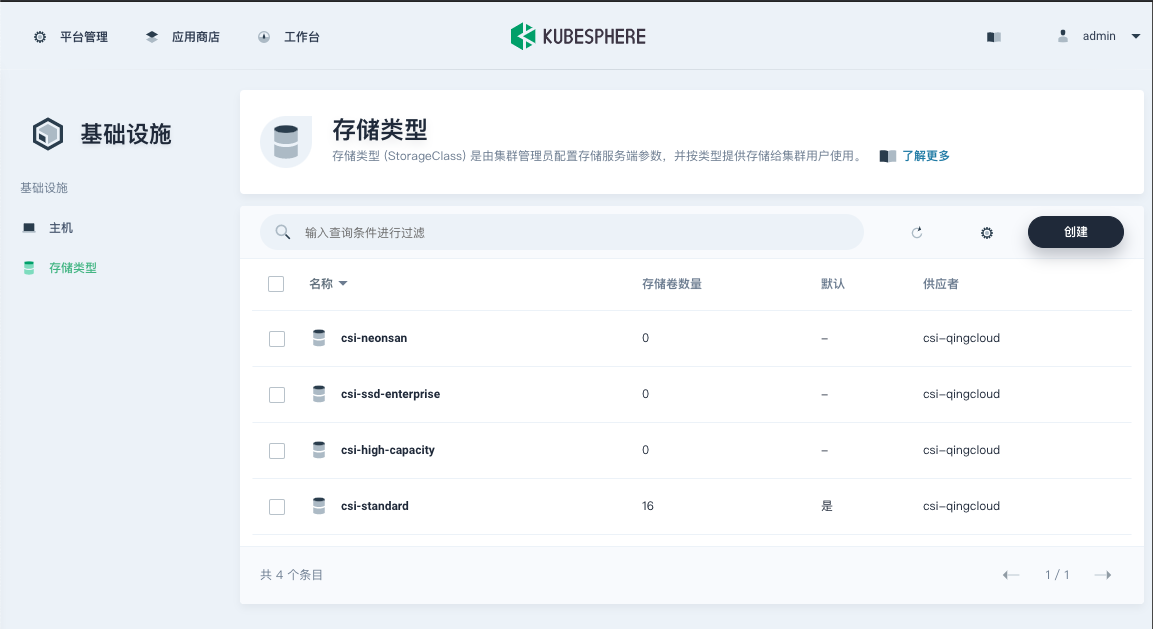 平台管理 应用商店 工作台 KUBESPHERE admin
基础设施
基础设施
主机
存储类型
存储类型
存储类型 (StorageClass) 是由集群管理员配置存储服务端参数，并按类型提供存储给集群用户使用。 了解更多
输入查询条件进行过滤 创建
名称 存储卷数量 默认 供应者
csi-neonsan 0 – csi-qingcloud
csi-ssd-enterprise 0 – csi-qingcloud
csi-high-capacity 0 – csi-qingcloud
csi-standard 16 是 csi-qingcloud
共 4 个条目 1 / 1